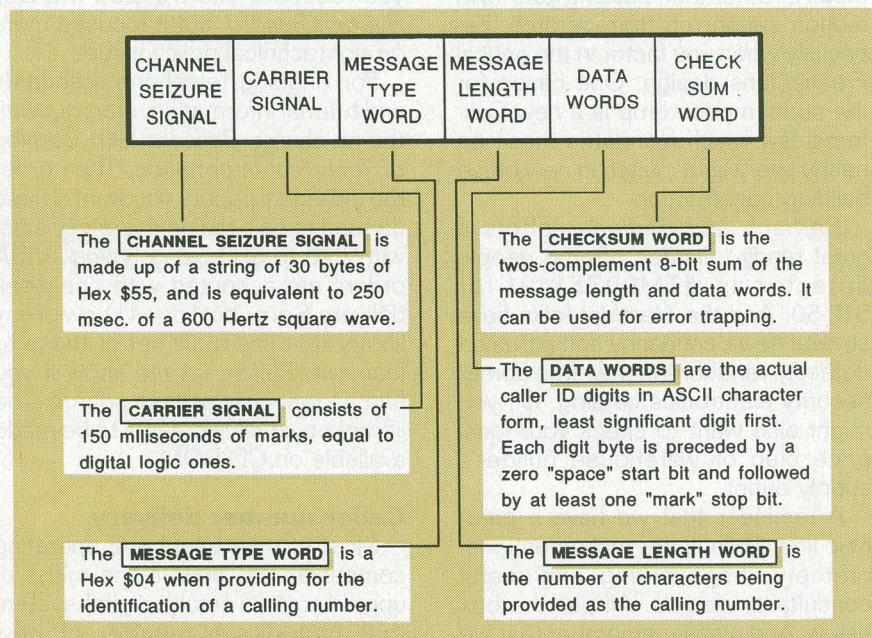 CHANNEL
SEIZURE
SIGNAL
CARRIER
SIGNAL
MESSAGE
TYPE
WORD
MESSAGE
LENGTH
WORD
DATA
WORDS
CHECK
SUM
WORD
The CHANNEL SEIZURE SIGNAL is
made up of a string of 30 bytes of
Hex $55, and is equivalent to 250
msec. of a 600 Hertz square wave.
The CHECKSUM WORD is the
twos-complement 8-bit sum of the
message length and data words. It
can be used for error trapping.
The CARRIER SIGNAL consists of
150 mlliseconds of marks, equal to
digital logic ones.
The DATA WORDS are the actual
caller ID digits in ASCII character
form, least significant digit first.
Each digit byte is preceded by a
zero "space" start bit and followed
by at least one "mark" stop bit.
The MESSAGE TYPE WORD is a
Hex $04 when providing for the
identification of a calling number.
The MESSAGE LENGTH WORD is
the number of characters being
provided as the calling number.